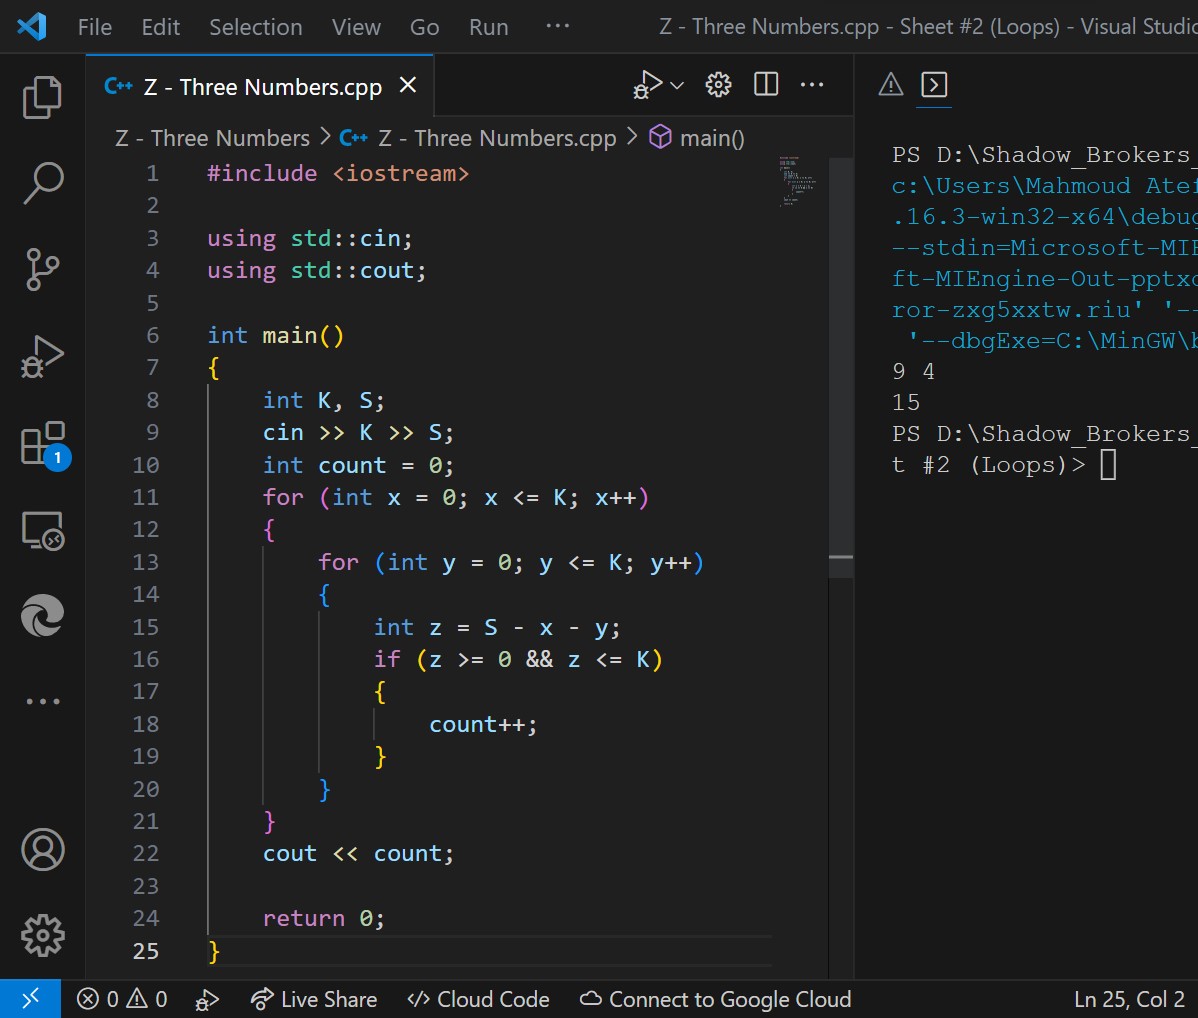 File Edit Selection View Go Run ··· Z - Three Numbers.cpp - Sheet #2 (Loops) - Visual Studio
C++ Z - Three Numbers.cpp ×
Z - Three Numbers > C++ Z - Three Numbers.cpp > main()
1 #include <iostream>
2
3 using std::cin;
4 using std::cout;
5
6 int main()
7 {
8 int K, S;
9 cin >> K >> S;
10 int count = 0;
11 for (int x = 0; x <= K; x++)
12 {
13 for (int y = 0; y <= K; y++)
14 {
15 int z = S - x - y;
16 if (z >= 0 && z <= K)
17 {
18 count++;
19 }
20 }
21 }
22 cout << count;
23
24 return 0;
25 }
PS D:\Shadow_Brokers_
c:\Users\Mahmoud Atef
.16.3-win32-x64\debug
--stdin=Microsoft-MIE
ft-MIEngine-Out-pptxc
ror-zxg5xxtw.riu' '--
'--dbgExe=C:\MinGW\b
9 4
15
PS D:\Shadow_Brokers_
t #2 (Loops)>
1
0 0 Live Share </> Cloud Code Connect to Google Cloud Ln 25, Col 2